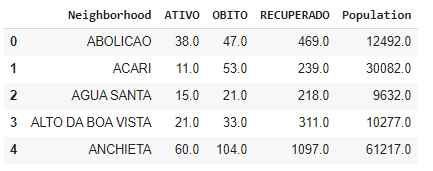 Neighborhood ATIVO OBITO RECUPERADO Population
0 ABOLICAO 38.0 47.0 469.0 12492.0
1 ACARI 11.0 53.0 239.0 30082.0
2 AGUA SANTA 15.0 21.0 218.0 9632.0
3 ALTO DA BOA VISTA 21.0 33.0 311.0 10277.0
4 ANCHIETA 60.0 104.0 1097.0 61217.0